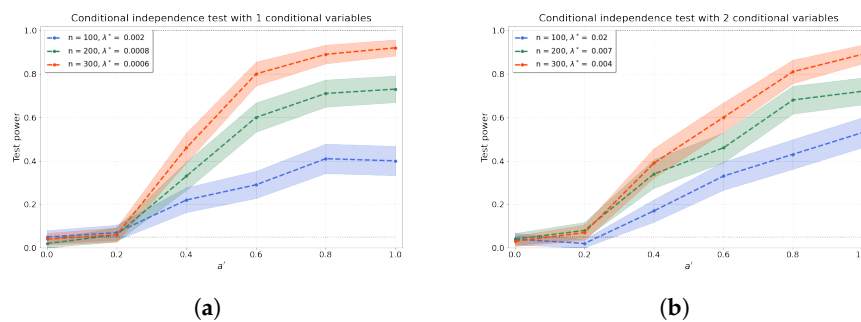 Conditional independence test with 1 conditional variables
n = 100, λ* = 0.002
n = 200, λ* = 0.0008
n = 300, λ* = 0.0006
Test power
1.0
0.8
0.6
0.4
0.2
0.0
0.0 0.2 0.4 0.6 0.8 1.0
a′
(a)
Conditional independence test with 2 conditional variables
n = 100, λ* = 0.02
n = 200, λ* = 0.007
n = 300, λ* = 0.004
Test power
1.0
0.8
0.6
0.4
0.2
0.0
0.0 0.2 0.4 0.6 0.8 1.0
a′
(b)